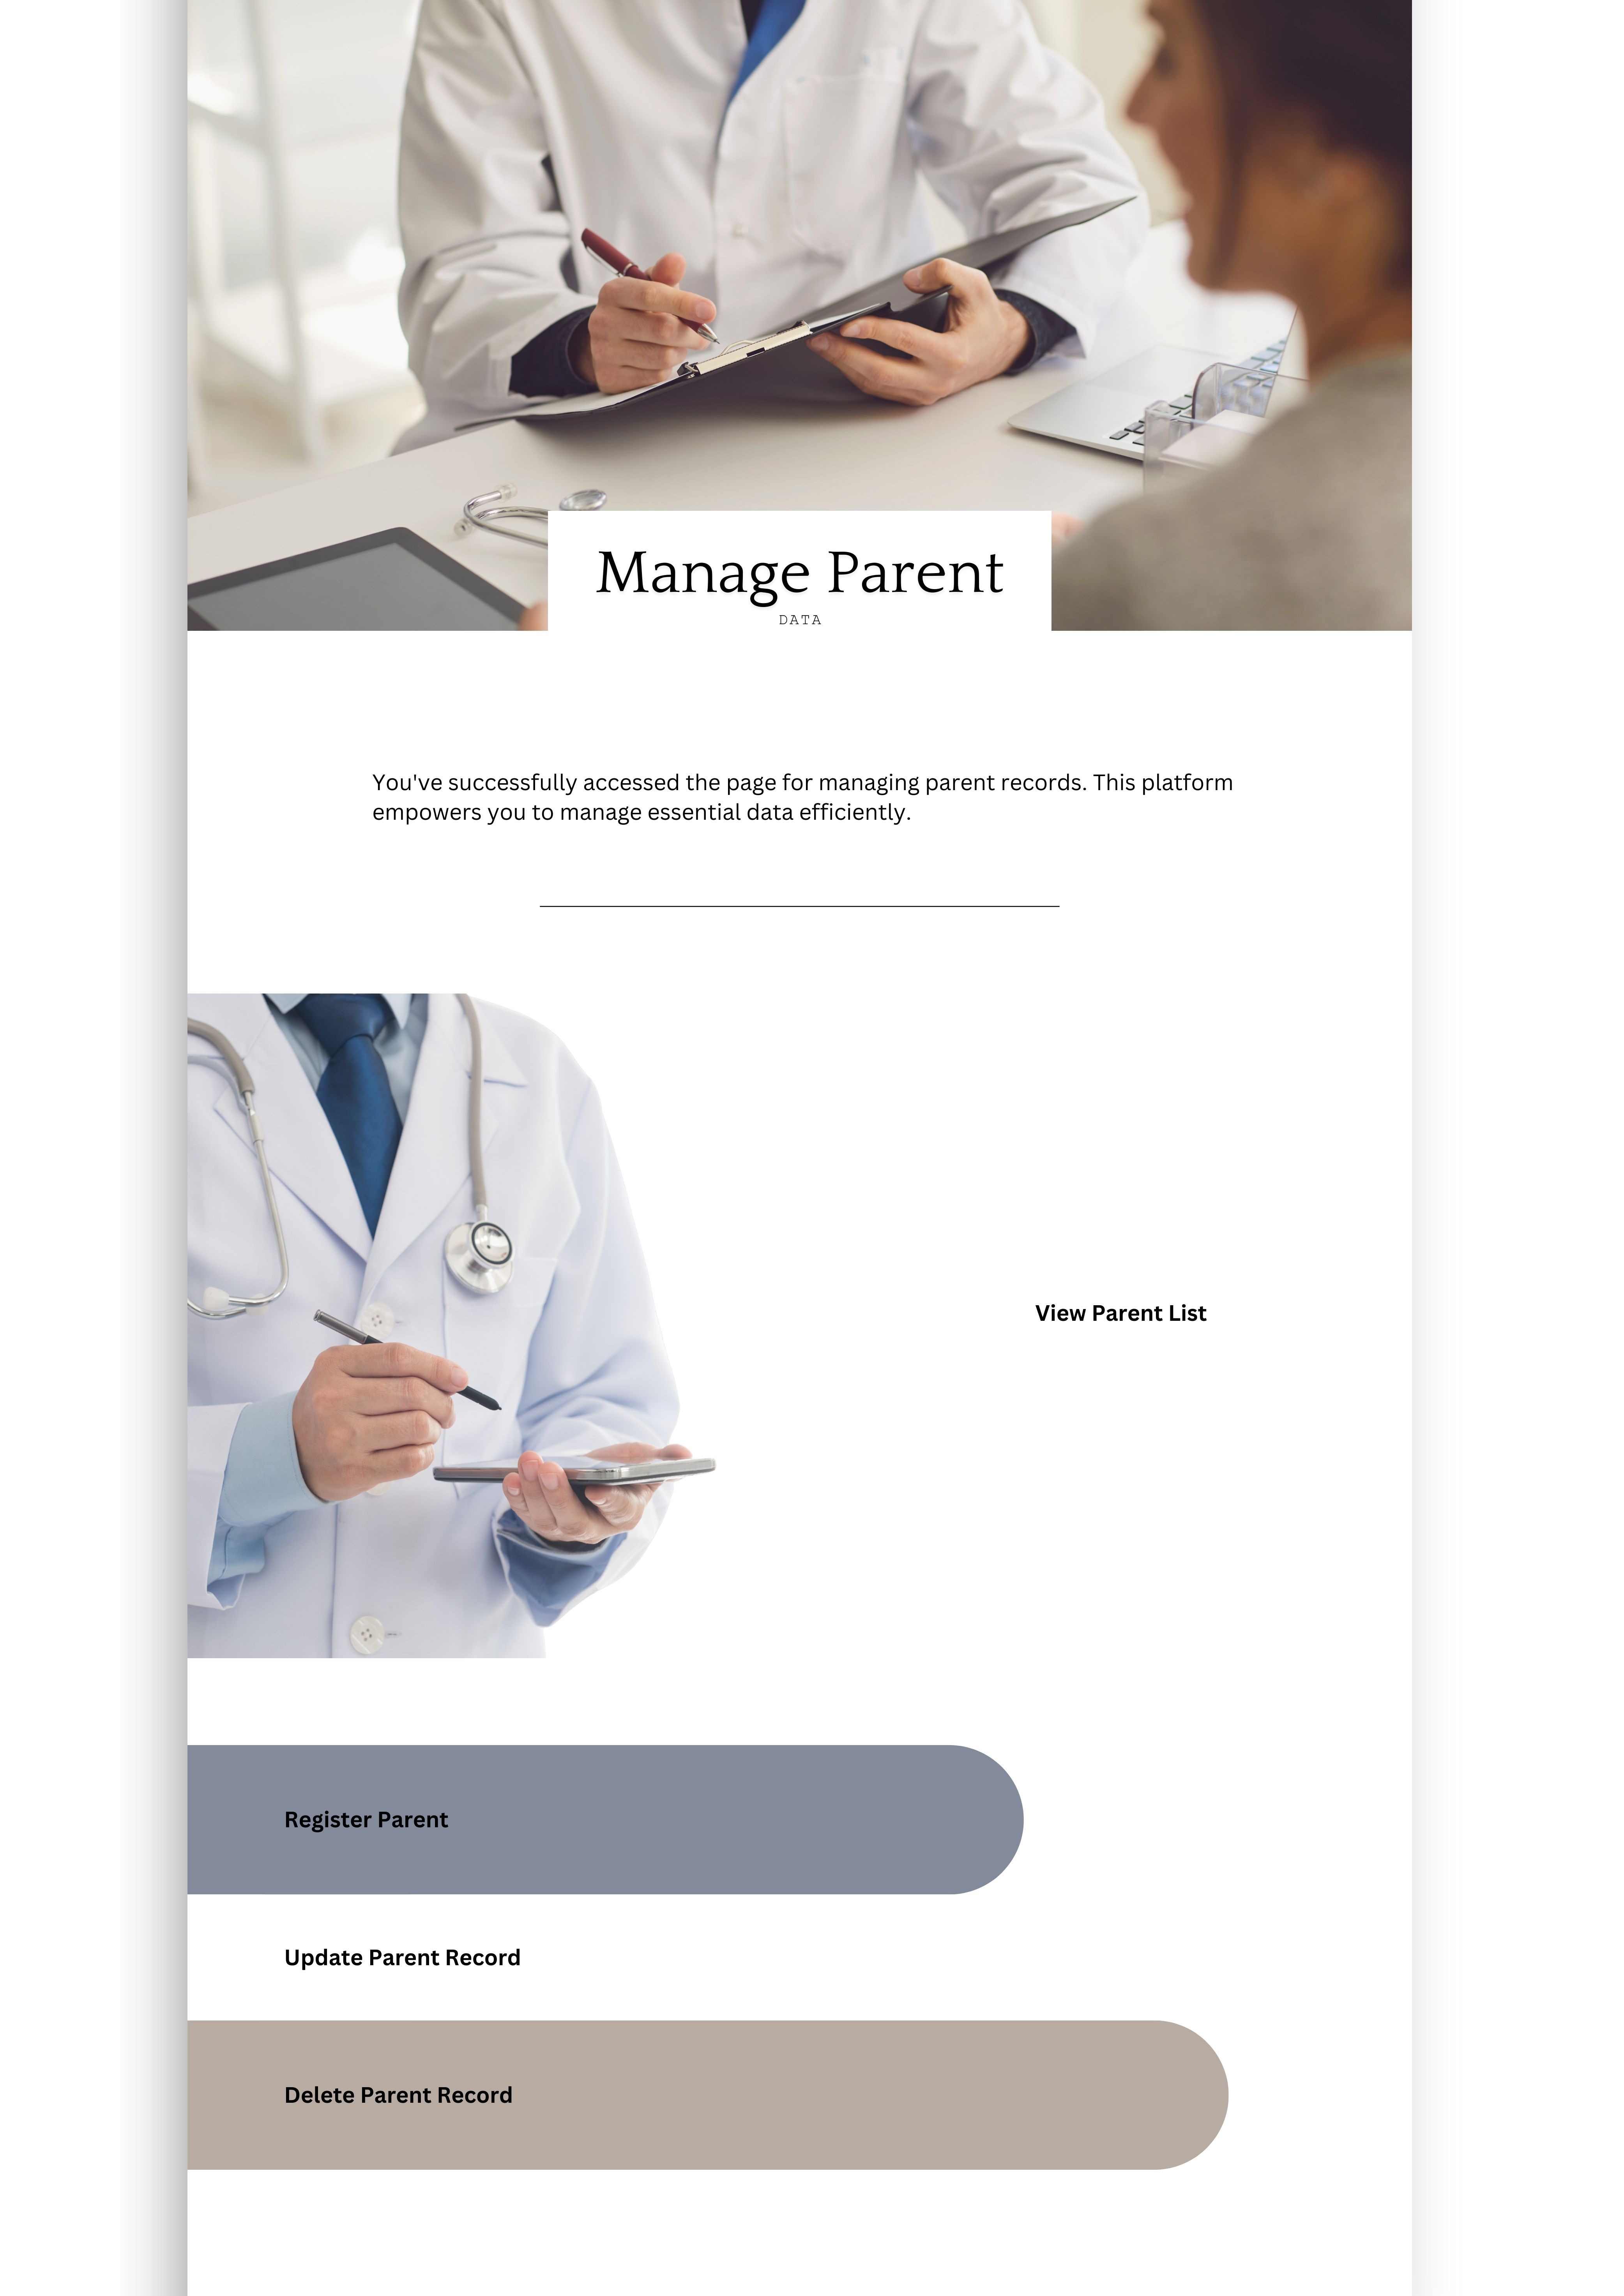 Manage Parent
DATA
You've successfully accessed the page for managing parent records. This platform
empowers you to manage essential data efficiently.
View Parent List
Register Parent
Update Parent Record
Delete Parent Record